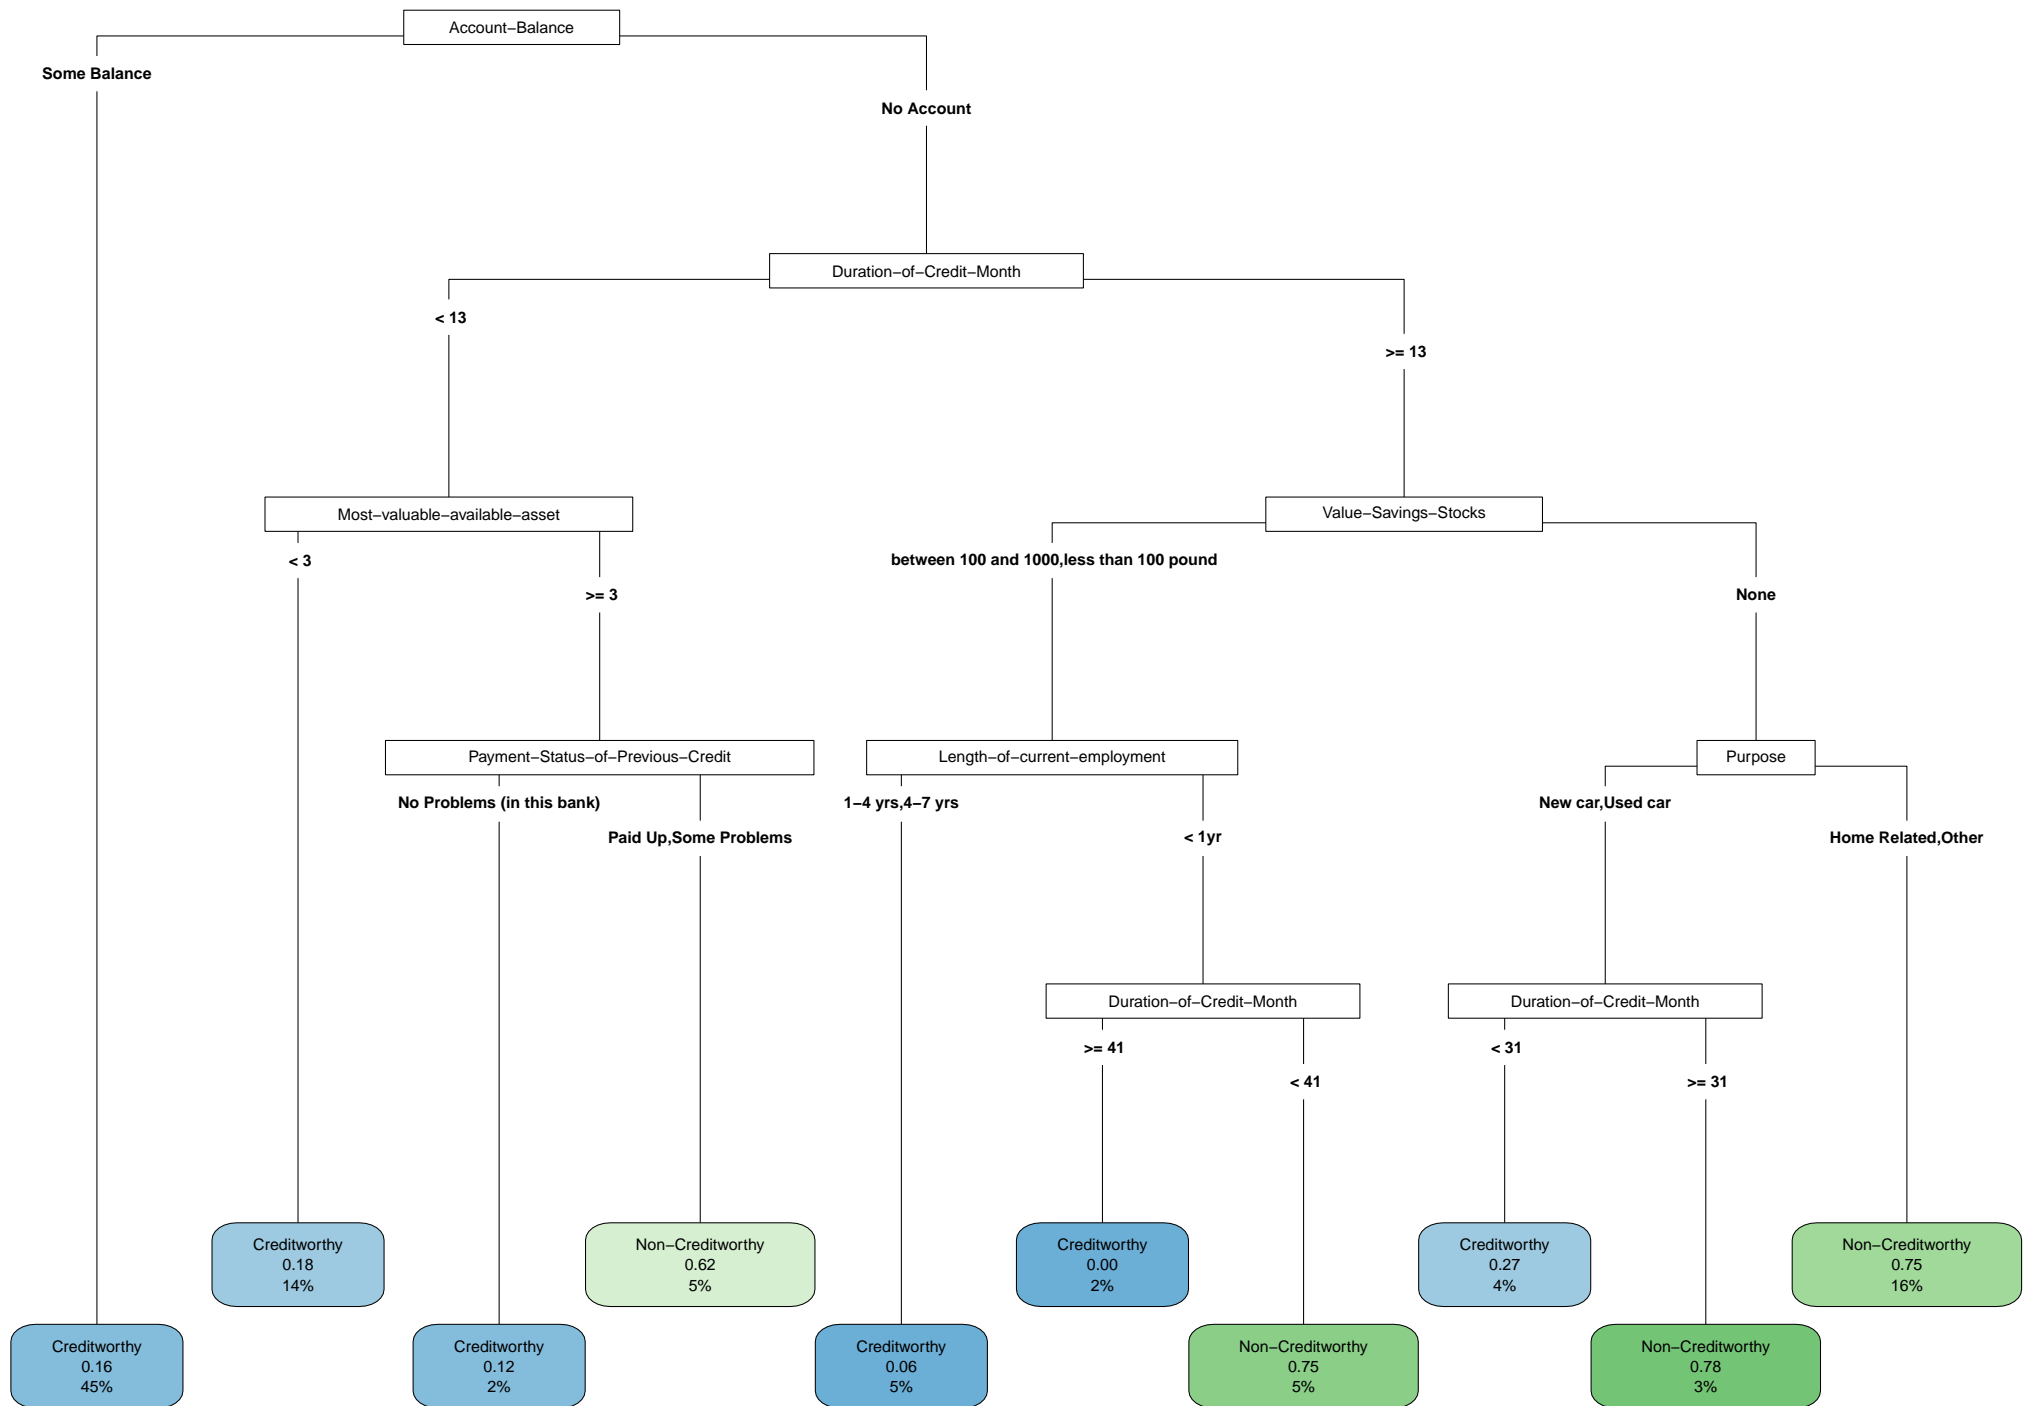 Account−Balance
Some Balance
No Account
Duration−of−Credit−Month
< 13
>= 13
Most−valuable−available−asset
Value−Savings−Stocks
< 3
between 100 and 1000,less than 100 pound
>= 3
None
Payment−Status−of−Previous−Credit
Length−of−current−employment
Purpose
No Problems (in this bank)
1−4 yrs,4−7 yrs
New car,Used car
Paid Up,Some Problems
< 1yr
Home Related,Other
Duration−of−Credit−Month
Duration−of−Credit−Month
>= 41
< 31
< 41
>= 31
Creditworthy
0.18
14%
Non−Creditworthy
0.62
5%
Creditworthy
0.00
2%
Creditworthy
0.27
4%
Non−Creditworthy
0.75
16%
Creditworthy
0.16
45%
Creditworthy
0.12
2%
Creditworthy
0.06
5%
Non−Creditworthy
0.75
5%
Non−Creditworthy
0.78
3%